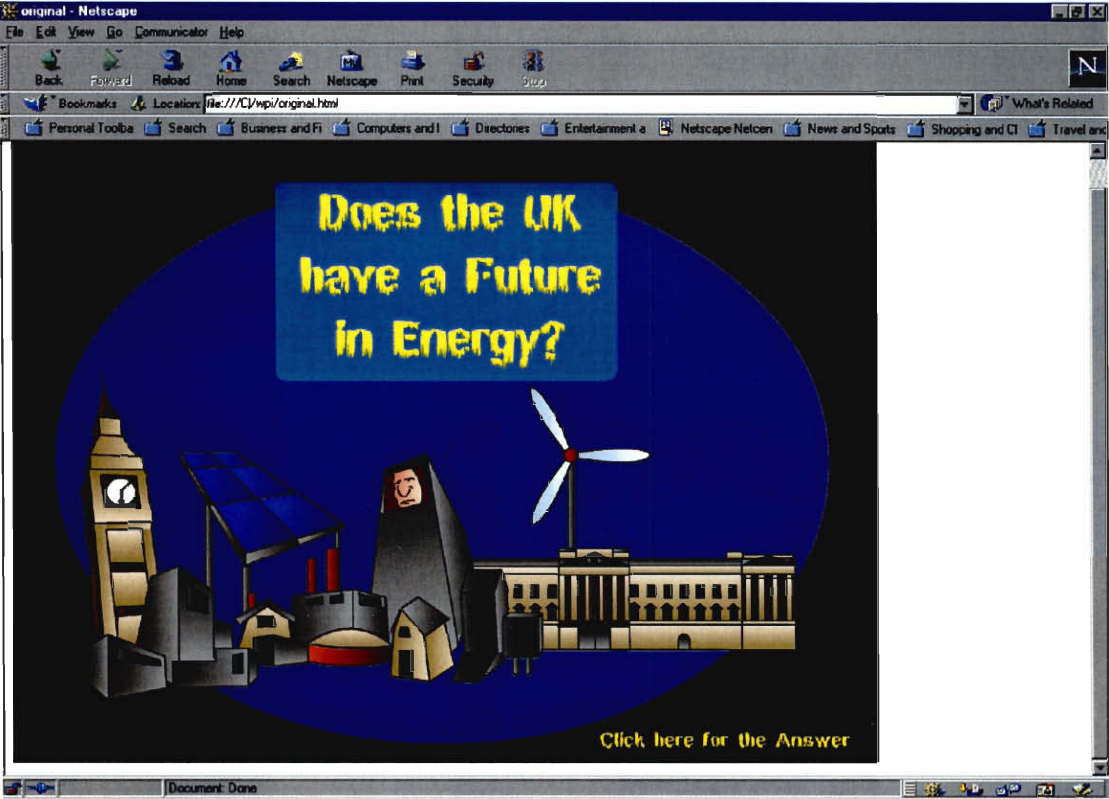 original - Netscape
File Edit View Go Communicator Help
Back Forward Reload Home Search Netscape Print Security Stop
N
Bookmarks Location: file:///C|/wpi/original.html What's Related
Personal Toolba Search Business and Fi Computers and I Directories Entertainment a Netscape Netcen News and Sports Shopping and Cl Travel and
Does the UK
have a Future
in Energy?
Click here for the Answer
Document: Done